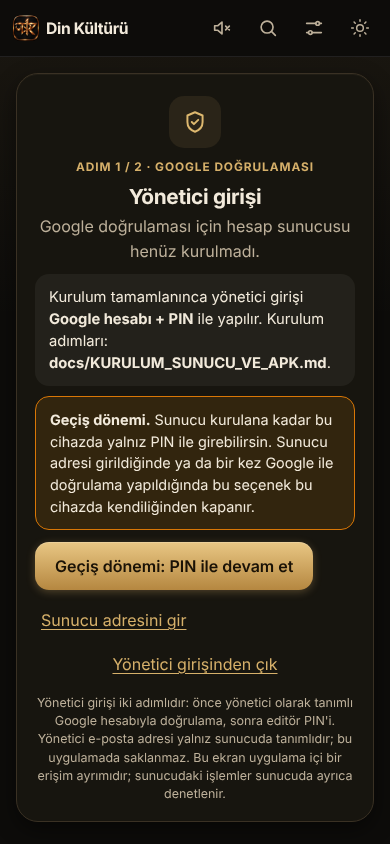 Din Kültürü
ADIM 1 / 2 · GOOGLE DOĞRULAMASI
Yönetici girişi
Google doğrulaması için hesap sunucusu
henüz kurulmadı.
Kurulum tamamlanınca yönetici girişi
Google hesabı + PIN ile yapılır. Kurulum
adımları:
docs/KURULUM_SUNUCU_VE_APK.md.
Geçiş dönemi. Sunucu kurulana kadar bu
cihazda yalnız PIN ile girebilirsin. Sunucu
adresi girildiğinde ya da bir kez Google ile
doğrulama yapıldığında bu seçenek bu
cihazda kendiliğinden kapanır.
Geçiş dönemi: PIN ile devam et
Sunucu adresini gir
Yönetici girişinden çık
Yönetici girişi iki adımlıdır: önce yönetici olarak tanımlı
Google hesabıyla doğrulama, sonra editör PIN'i.
Yönetici e-posta adresi yalnız sunucuda tanımlıdır; bu
uygulamada saklanmaz. Bu ekran uygulama içi bir
erişim ayrımıdır; sunucudaki işlemler sunucuda ayrıca
denetlenir.